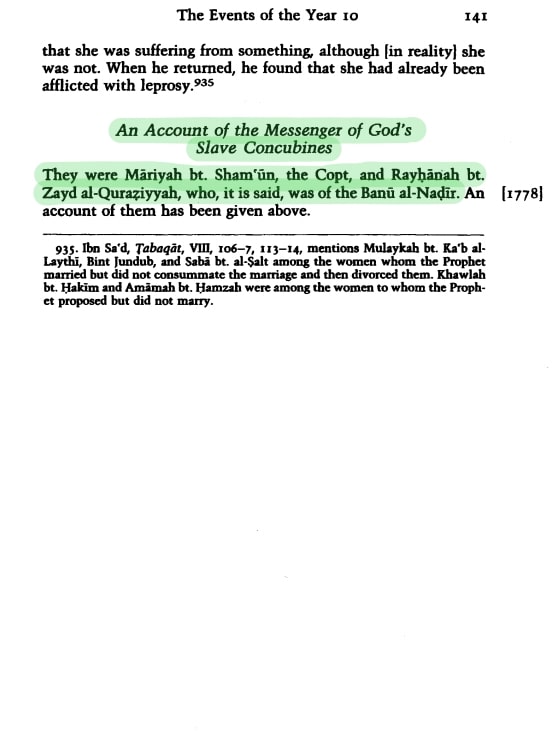 The Events of the Year 10 141
that she was suffering from something, although [in reality] she
was not. When he returned, he found that she had already been
afflicted with leprosy.935
An Account of the Messenger of God's
Slave Concubines
They were Māriyah bt. Sham'ūn, the Copt, and Rayḥānah bt.
Zayd al-Quraẓiyyah, who, it is said, was of the Banū al-Naḍīr. An [1778]
account of them has been given above.
935. Ibn Sa'd, Ṭabaqāt, VIII, 106–7, 113–14, mentions Mulaykah bt. Ka'b al-
Laythī, Bint Jundub, and Sabā bt. al-Ṣalt among the women whom the Prophet
married but did not consummate the marriage and then divorced them. Khawlah
bt. Ḥakīm and Amāmah bt. Ḥamzah were among the women to whom the Proph-
et proposed but did not marry.